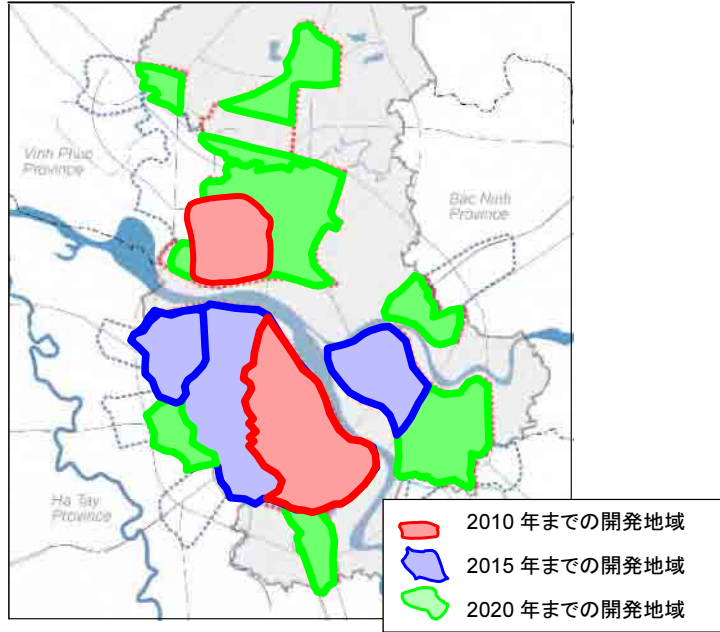 Vinh Phuc
Province
Bac Ninh
Province
Ha Tay
Province
2010 年までの開発地域
2015 年までの開発地域
2020 年までの開発地域